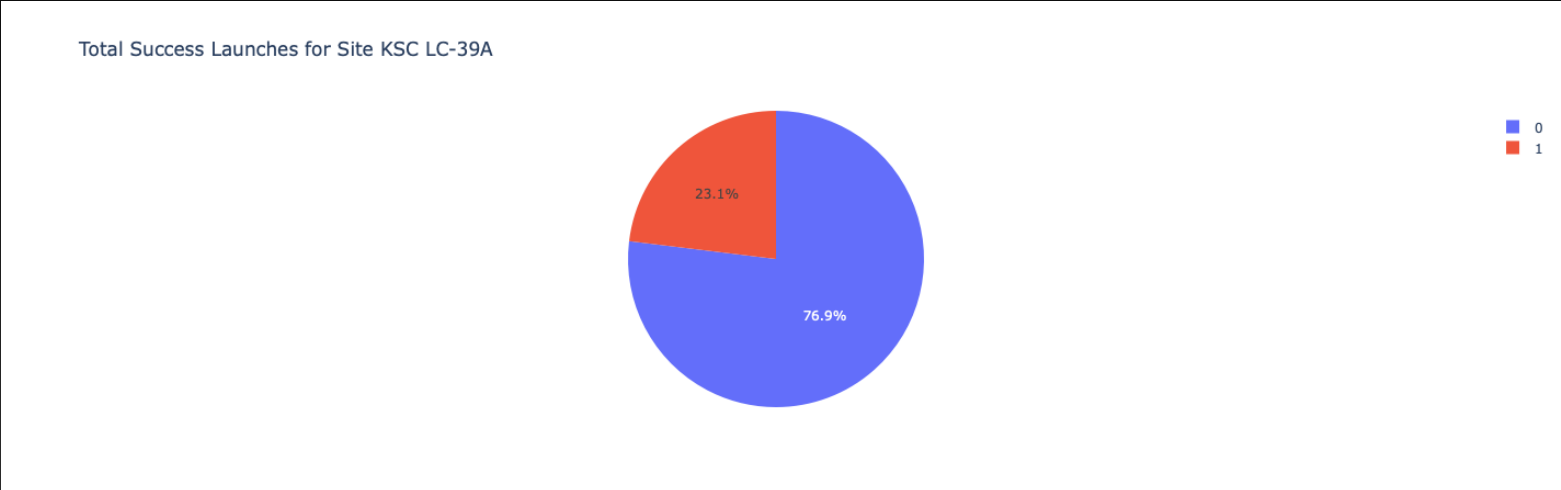 Total Success Launches for Site KSC LC-39A
0
1
23.1%
76.9%